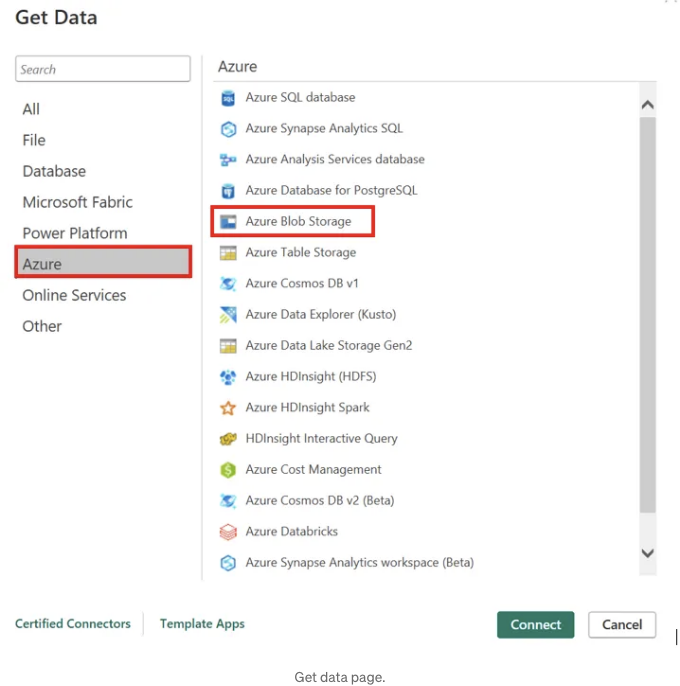 Get Data
Search
All
File
Database
Microsoft Fabric
Power Platform
Azure
Online Services
Other
Azure
Azure SQL database
Azure Synapse Analytics SQL
Azure Analysis Services database
Azure Database for PostgreSQL
Azure Blob Storage
Azure Table Storage
Azure Cosmos DB v1
Azure Data Explorer (Kusto)
Azure Data Lake Storage Gen2
Azure HDInsight (HDFS)
Azure HDInsight Spark
HDInsight Interactive Query
Azure Cost Management
Azure Cosmos DB v2 (Beta)
Azure Databricks
Azure Synapse Analytics workspace (Beta)
Certified Connectors
Template Apps
Connect
Cancel
Get data page.